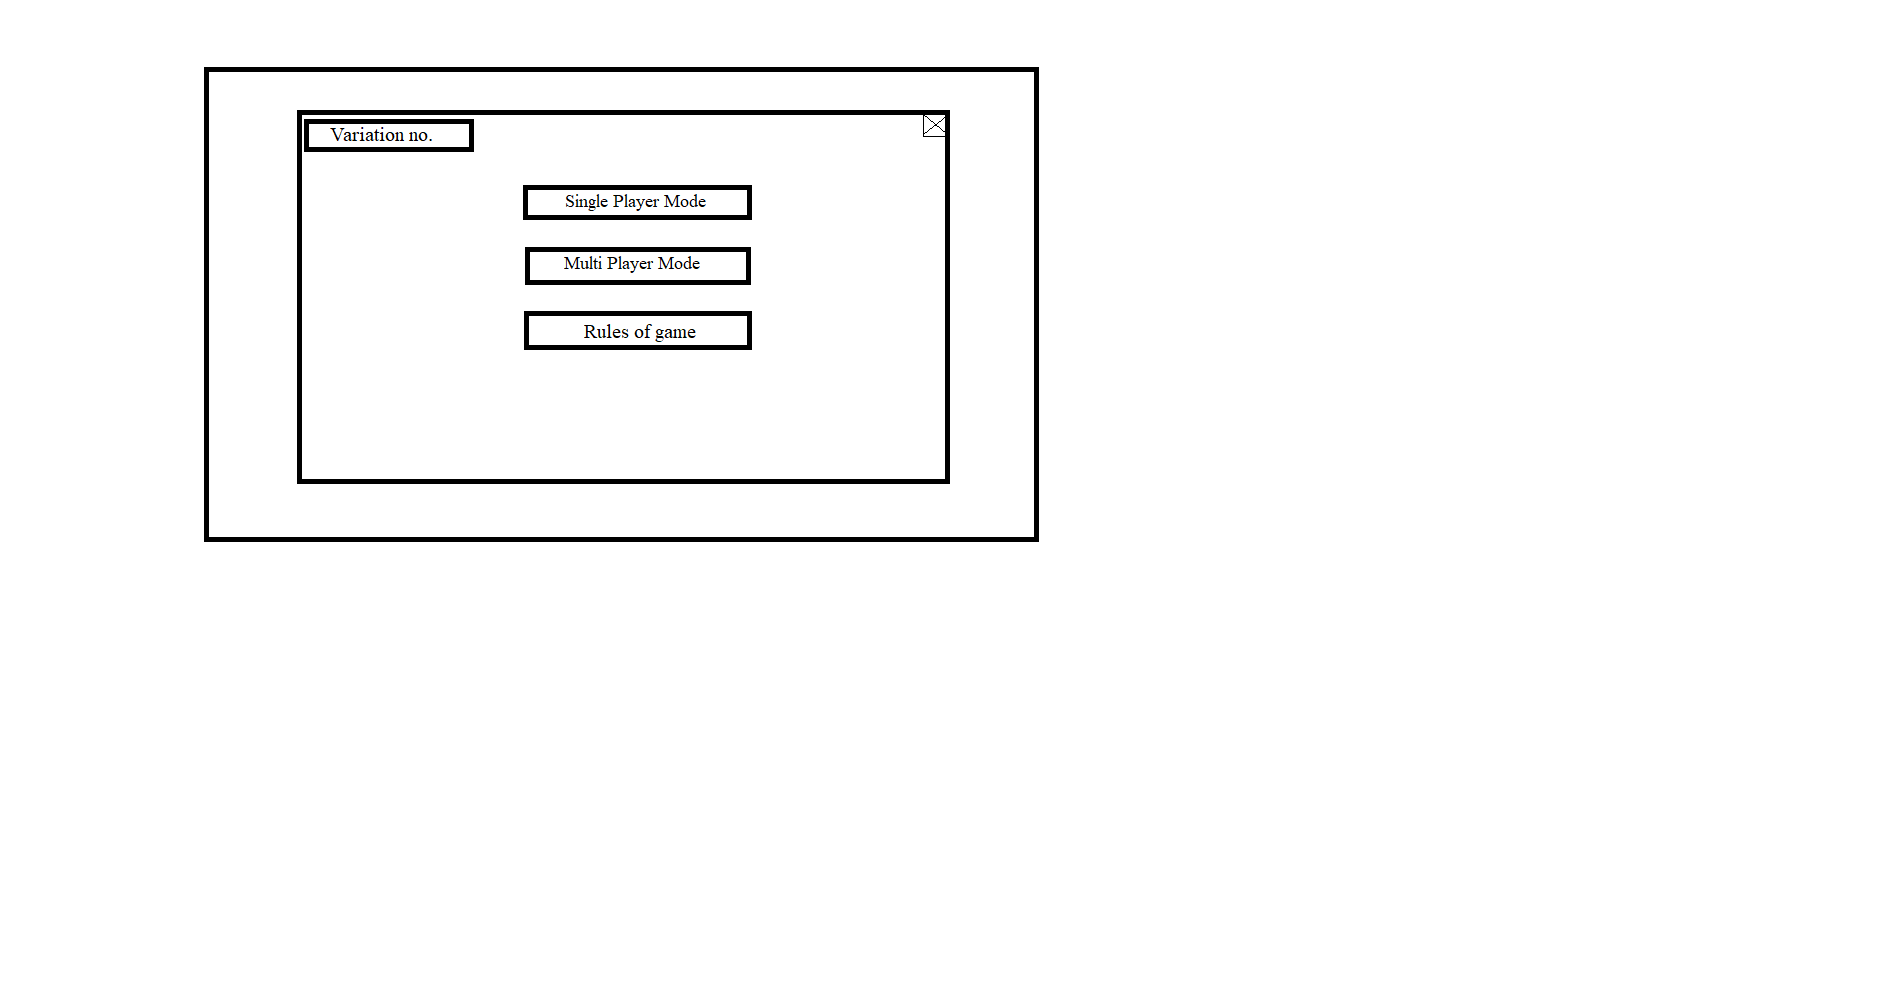 Variation no.
Single Player Mode
Multi Player Mode
Rules of game